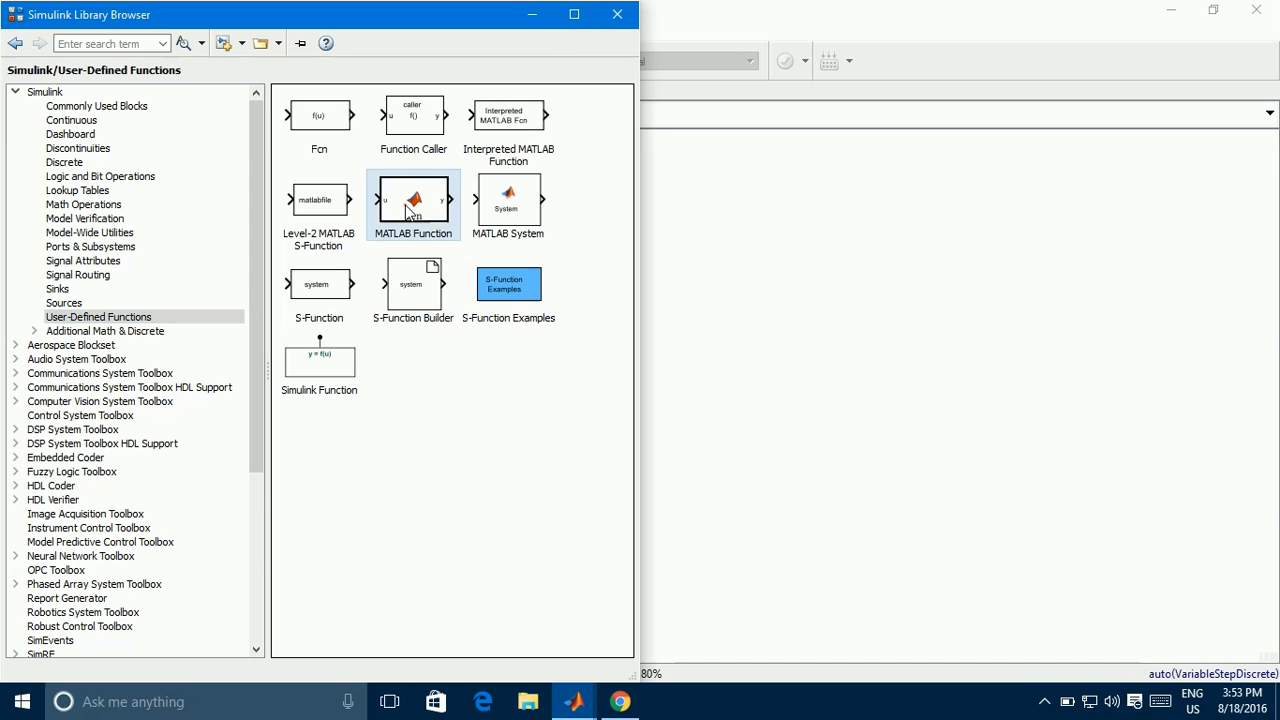 Simulink Library Browser
Enter search term
Simulink/User-Defined Functions
Simulink
Commonly Used Blocks
Continuous
Dashboard
Discontinuities
Discrete
Logic and Bit Operations
Lookup Tables
Math Operations
Model Verification
Model-Wide Utilities
Ports & Subsystems
Signal Attributes
Signal Routing
Sinks
Sources
User-Defined Functions
Additional Math & Discrete
Aerospace Blockset
Audio System Toolbox
Communications System Toolbox
Communications System Toolbox HDL Support
Computer Vision System Toolbox
Control System Toolbox
DSP System Toolbox
DSP System Toolbox HDL Support
Embedded Coder
Fuzzy Logic Toolbox
HDL Coder
HDL Verifier
Image Acquisition Toolbox
Instrument Control Toolbox
Model Predictive Control Toolbox
Neural Network Toolbox
OPC Toolbox
Phased Array System Toolbox
Report Generator
Robotics System Toolbox
Robust Control Toolbox
SimEvents
SimRF
f(u)
Fcn
caller
u f() y
Function Caller
Interpreted
MATLAB Fcn
Interpreted MATLAB
Function
matlabfile
Level-2 MATLAB
S-Function
u y
MATLAB Function
System
MATLAB System
system
S-Function
system
S-Function Builder
S-Function
Examples
S-Function Examples
y = f(u)
Simulink Function
80%
auto(VariableStepDiscrete)
Ask me anything
ENG
US
3:53 PM
8/18/2016